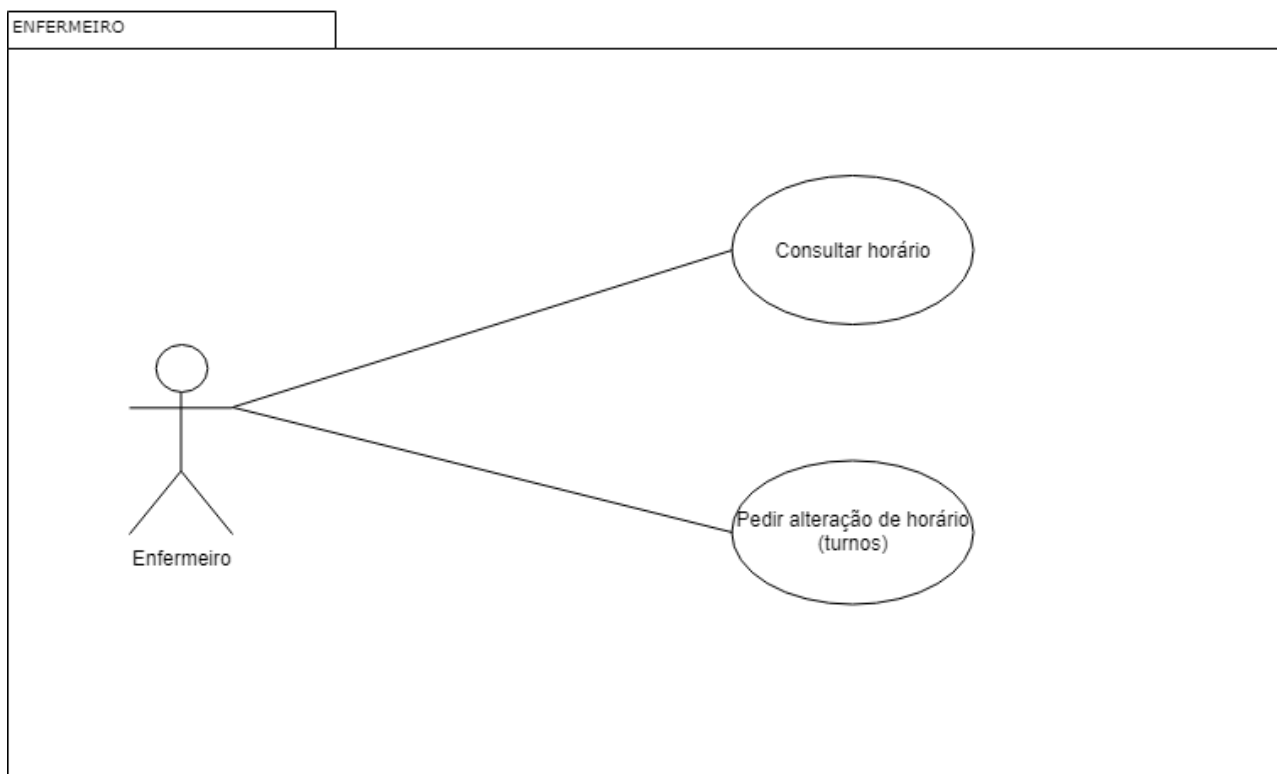 ENFERMEIRO
Consultar horário
Pedir alteração de horário
(turnos)
Enfermeiro